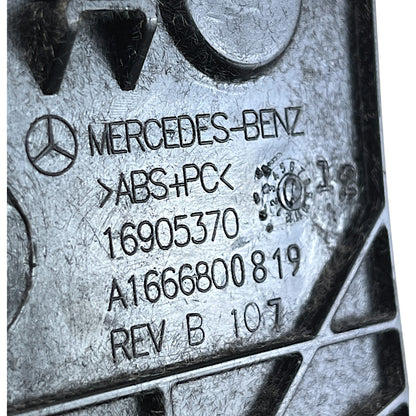 MERCEDES-BENZ
>ABS+PC<
16905370
A1666800819
REV B 107